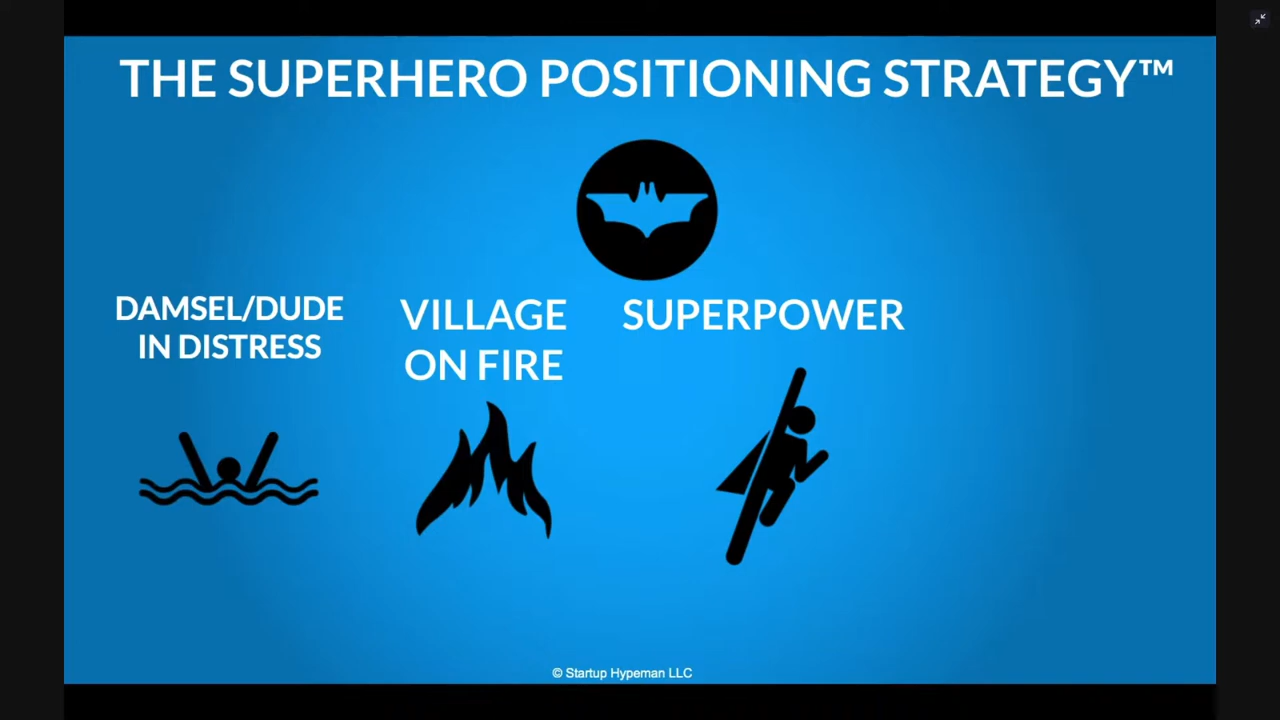 THE SUPERHERO POSITIONING STRATEGY™
DAMSEL/DUDE
IN DISTRESS
VILLAGE
ON FIRE
SUPERPOWER
© Startup Hypeman LLC